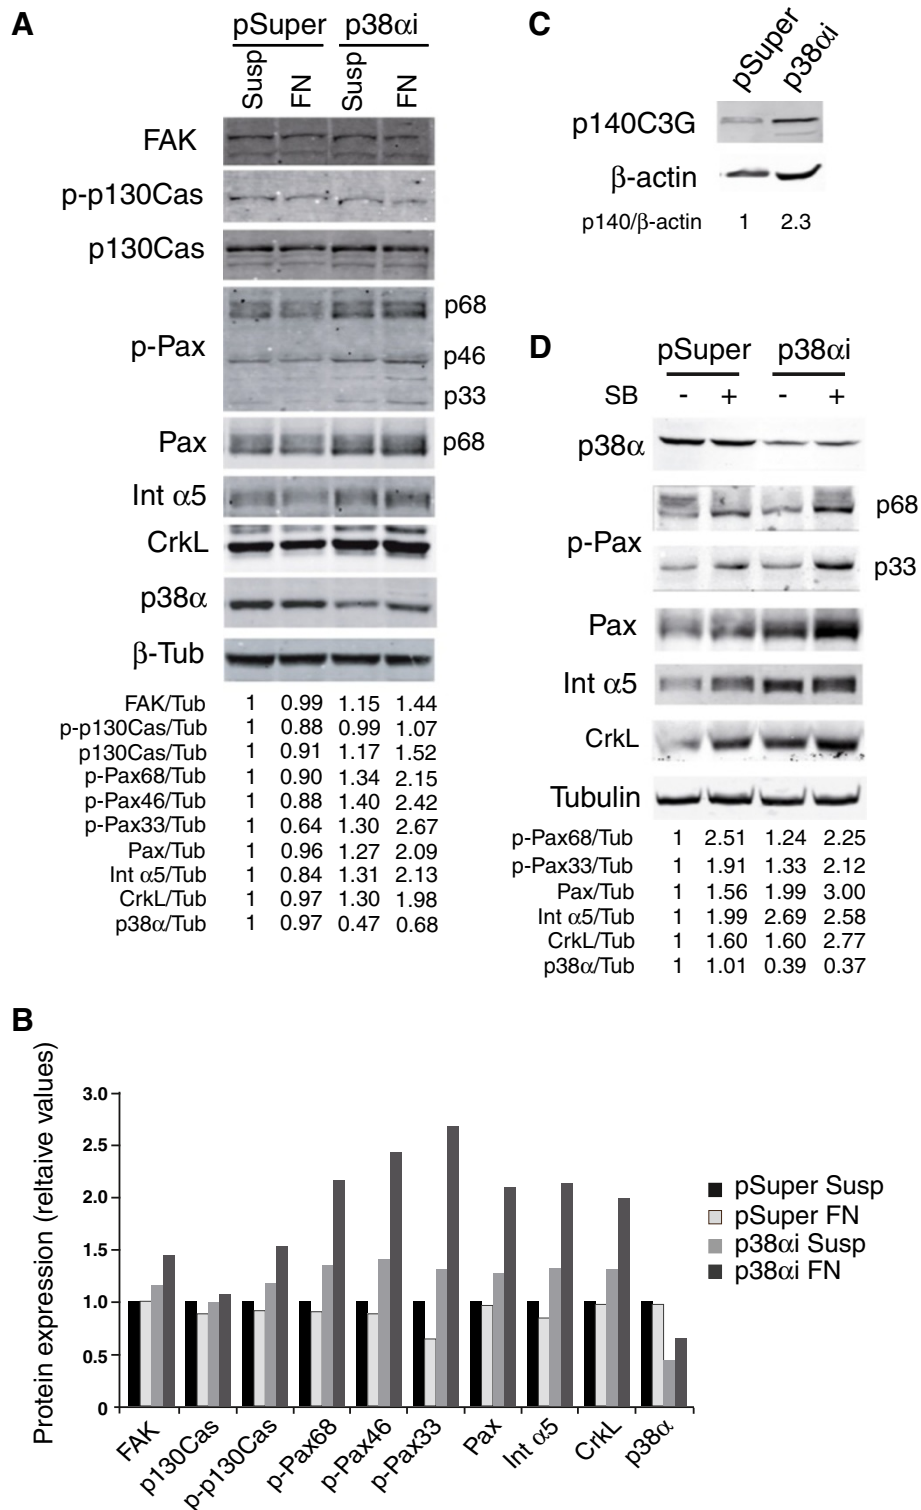 A
pSuper p38αi
Susp FN Susp FN
FAK
p-p130Cas
p130Cas
p-Pax p68 p46 p33
Pax p68
Int α5
CrkL
p38α
β-Tub
FAK/Tub 1 0.99 1.15 1.44
p-p130Cas/Tub 1 0.88 0.99 1.07
p130Cas/Tub 1 0.91 1.17 1.52
p-Pax68/Tub 1 0.90 1.34 2.15
p-Pax46/Tub 1 0.88 1.40 2.42
p-Pax33/Tub 1 0.64 1.30 2.67
Pax/Tub 1 0.96 1.27 2.09
Int α5/Tub 1 0.84 1.31 2.13
CrkL/Tub 1 0.97 1.30 1.98
p38α/Tub 1 0.97 0.47 0.68
C
pSuper p38αi
p140C3G
β-actin
p140/β-actin 1 2.3
D
pSuper p38αi
SB - + - +
p38α
p-Pax p68 p33
Pax
Int α5
CrkL
Tubulin
p-Pax68/Tub 1 2.51 1.24 2.25
p-Pax33/Tub 1 1.91 1.33 2.12
Pax/Tub 1 1.56 1.99 3.00
Int α5/Tub 1 1.99 2.69 2.58
CrkL/Tub 1 1.60 1.60 2.77
p38α/Tub 1 1.01 0.39 0.37
B
Protein expression (reltaive values)
3.0
2.5
2.0
1.5
1.0
0.5
0
FAK p130Cas p-p130Cas p-Pax68 p-Pax46 p-Pax33 Pax Int α5 CrkL p38α
pSuper Susp
pSuper FN
p38αi Susp
p38αi FN